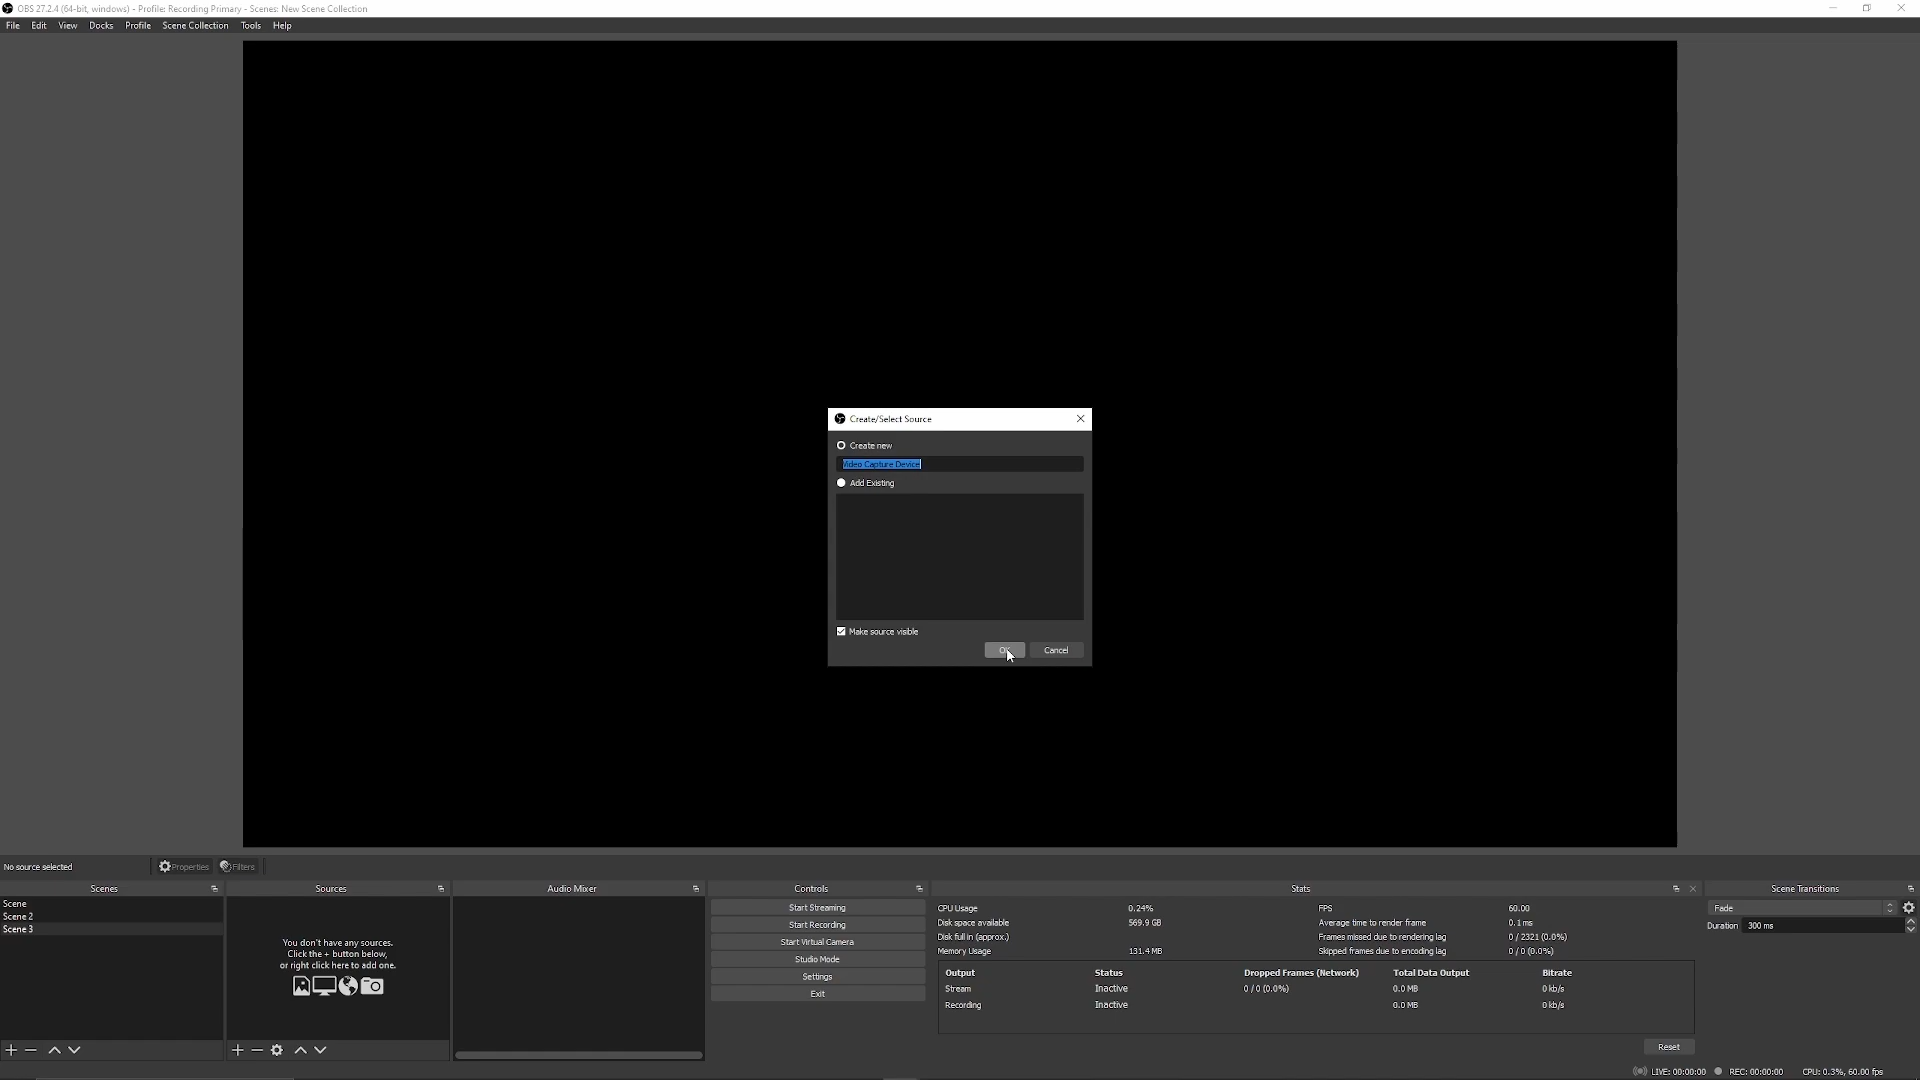 OBS 27.2.4 (64-bit, windows) - Profile: Recording Primary - Scenes: New Scene Collection
File Edit View Docks Profile Scene Collection Tools Help
Create/Select Source
Create new
Video Capture Device
Add Existing
Make source visible
OK Cancel
No source selected Properties Filters
Scenes Sources Audio Mixer Controls Stats Scene Transitions
Scene
Scene 2
Scene 3
You don't have any sources.
Click the + button below,
or right click here to add one.
Start Streaming
Start Recording
Start Virtual Camera
Studio Mode
Settings
Exit
CPU Usage 0.24% FPS 60.00
Disk space available 569.9 GB Average time to render frame 0.1 ms
Disk full in (approx.) Frames missed due to rendering lag 0 / 2321 (0.0%)
Memory Usage 131.4 MB Skipped frames due to encoding lag 0 / 0 (0.0%)
Output Status Dropped Frames (Network) Total Data Output Bitrate
Stream Inactive 0 / 0 (0.0%) 0.0 MB 0 kb/s
Recording Inactive 0.0 MB 0 kb/s
Reset
Fade
Duration 300 ms
LIVE: 00:00:00 REC: 00:00:00 CPU: 0.3%, 60.00 fps